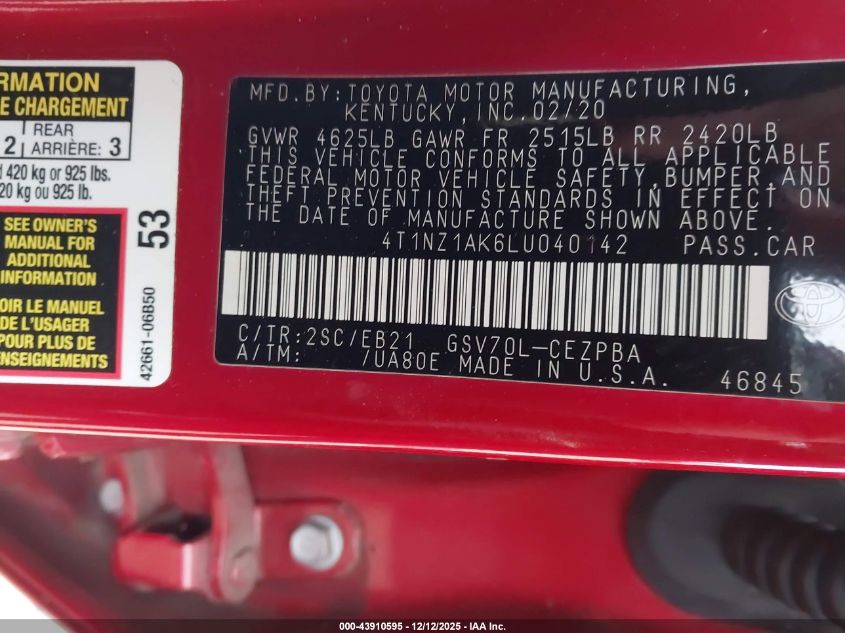 RMATION
E CHARGEMENT
2 REAR 3
ARRIÈRE:
420 kg or 925 lbs.
20 kg ou 925 lb.
SEE OWNER'S
MANUAL FOR
ADDITIONAL
INFORMATION
OIR LE MANUEL
DE L'USAGER
POUR PLUS DE
53
42661-06B50
MFD. BY: TOYOTA MOTOR MANUFACTURING,
KENTUCKY, INC. 02/20
GVWR 4625LB GAWR FR 2515LB RR 2420LB
THIS VEHICLE CONFORMS TO ALL APPLICABLE
FEDERAL MOTOR VEHICLE SAFETY, BUMPER, AND
THEFT PREVENTION STANDARDS IN EFFECT ON
THE DATE OF MANUFACTURE SHOWN ABOVE.
4T1NZ1AK6LU040142 PASS.CAR
C/TR: 2SC/EB21 GSV70L-CEZPBA
A/TM: /UA80E MADE IN U.S.A.
46845
000-43910595 - 12/12/2025 - IAA Inc.